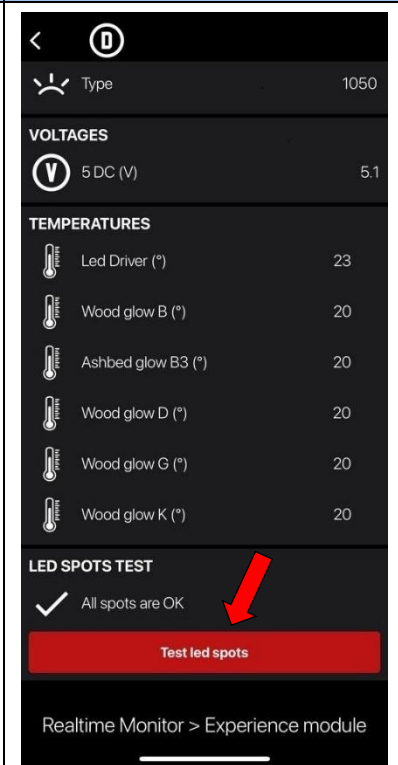 D
Type 1050
VOLTAGES
V 5 DC (V) 5.1
TEMPERATURES
Led Driver (°) 23
Wood glow B (°) 20
Ashbed glow B3 (°) 20
Wood glow D (°) 20
Wood glow G (°) 20
Wood glow K (°) 20
LED SPOTS TEST
All spots are OK
Test led spots
Realtime Monitor > Experience module